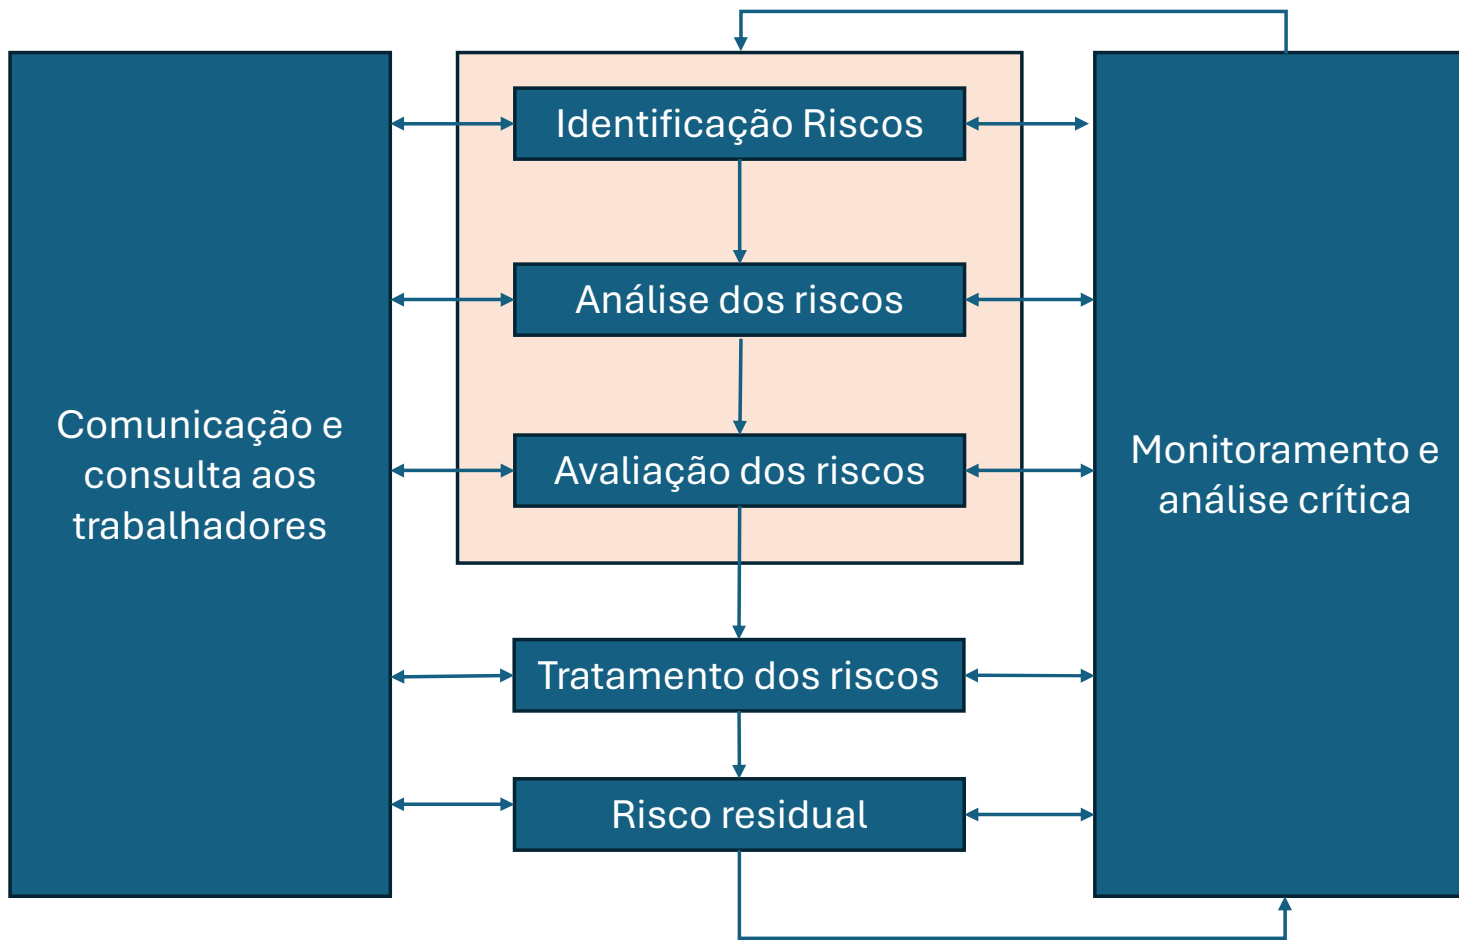 Identificação Riscos
Análise dos riscos
Avaliação dos riscos
Tratamento dos riscos
Risco residual
Comunicação e
consulta aos
trabalhadores
Monitoramento e
análise crítica